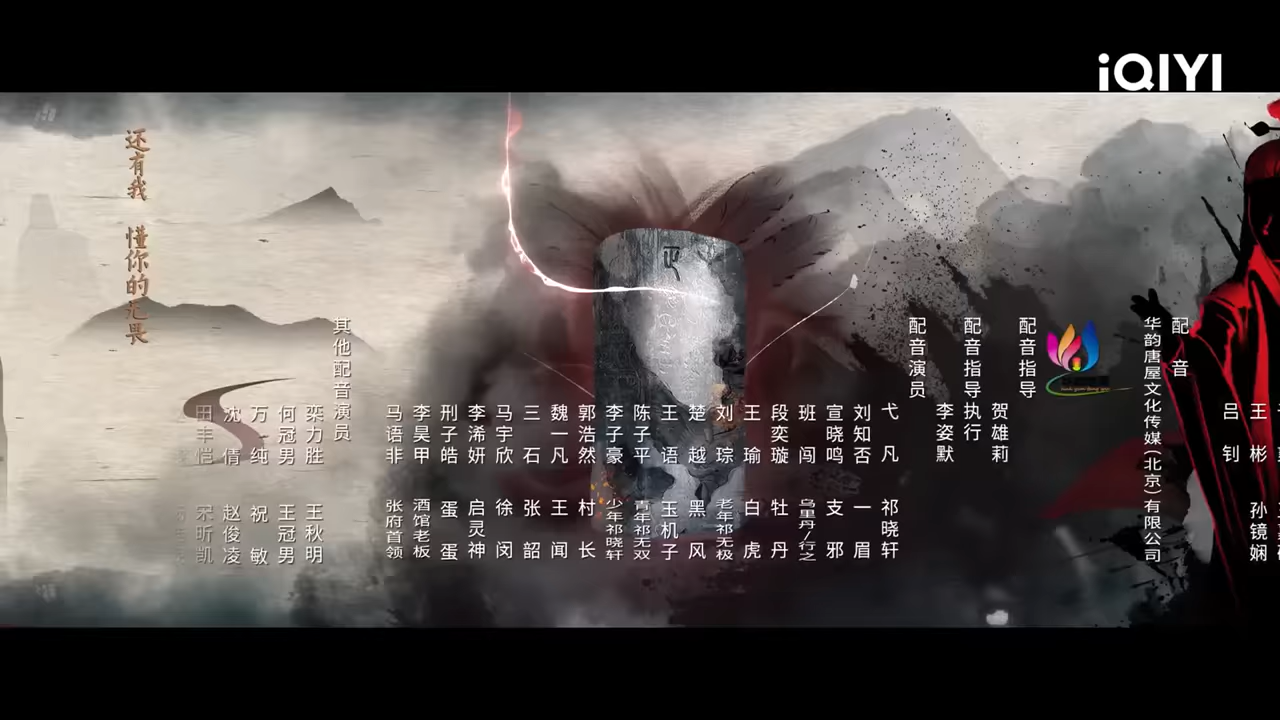 iQIYI
吕钊
王彬
孙镜娴
配音
华韵唐屋文化传媒(北京)有限公司
配音指导
贺雄莉
配音指导执行
李姿默
配音演员
弋凡 祁晓轩
刘知否 一眉
宣晓鸣 支邪
班闯 乌里丹/行之
段奕璇 牡丹
王瑜 白虎
刘琮 老年祁无极
楚越 黑风
王语 玉机子
陈子平 青年祁无双
李子豪 少年祁晓轩
郭浩然 村长
魏一凡 王闻
三石 张韶
马宇欣 徐闵
李浠妍 启灵神
刑子皓 蛋蛋
李昊甲 酒馆老板
马语非 张府首领
其他配音演员
栾力胜 王秋明
何冠男 王冠男
万纯 祝敏
沈倩 赵俊凌
田丰恺 宋昕凯
还有我 懂你的无畏